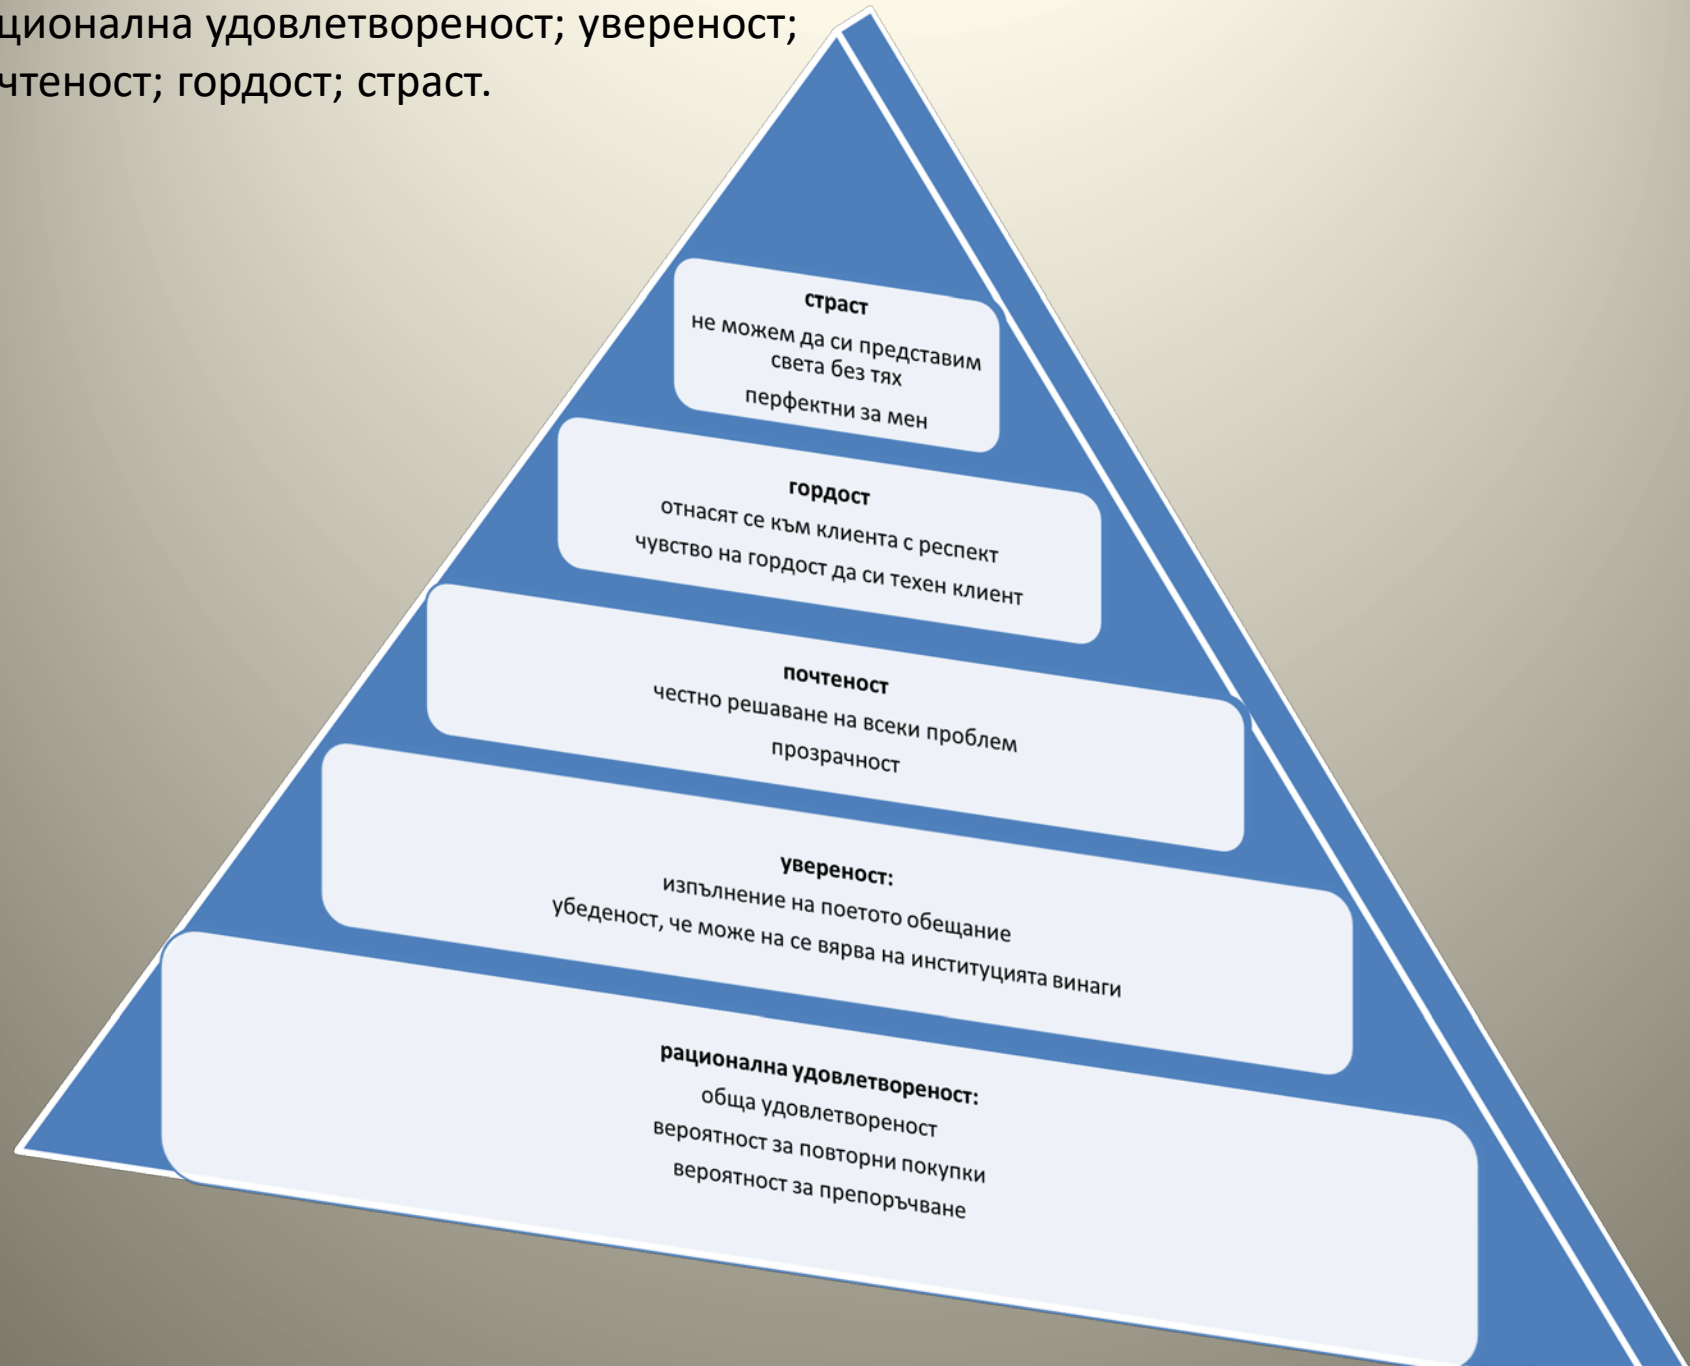 ционална удовлетвореност; увереност;
чтеност; гордост; страст.
страст
не можем да си представим
света без тях
перфектни за мен
гордост
отнасят се към клиента с респект
чувство на гордост да си техен клиент
почтеност
честно решаване на всеки проблем
прозрачност
увереност:
изпълнение на поетото обещание
убеденост, че може на се вярва на институцията винаги
рационална удовлетвореност:
обща удовлетвореност
вероятност за повторни покупки
вероятност за препоръчване